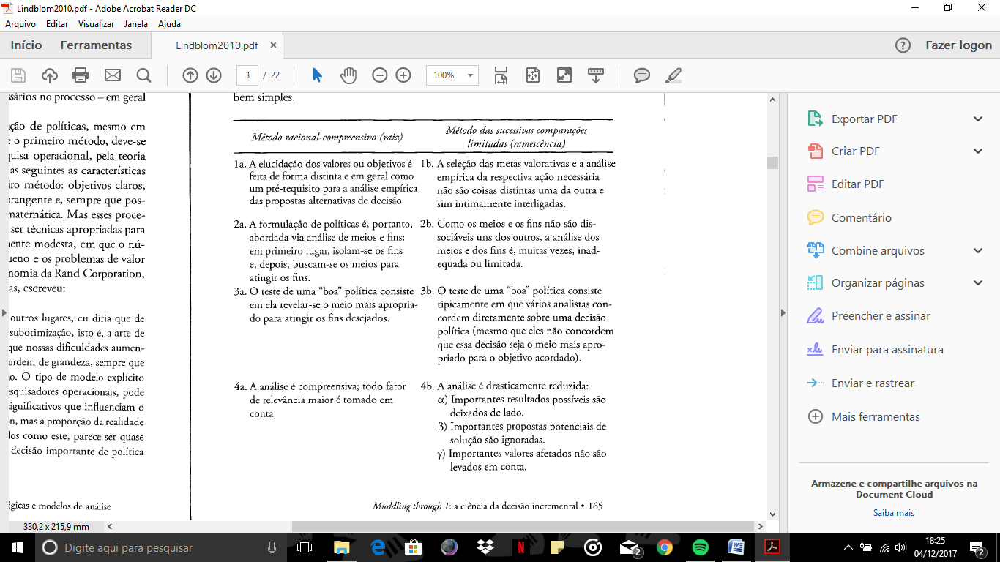 Lindblom2010.pdf - Adobe Acrobat Reader DC
Arquivo Editar Visualizar Janela Ajuda
Início Ferramentas Lindblom2010.pdf × Fazer logon
3 / 22 100%
ssários no processo – em geral
ção de políticas, mesmo em
e o primeiro método, deve-se
quisa operacional, pela teoria
as seguintes as características
iro método: objetivos claros,
rangente e, sempre que pos-
matemática. Mas esses proce-
ser técnicas apropriadas para
mente modesta, em que o nú-
ueno e os problemas de valor
nomia da Rand Corporation,
as, escreveu:
outros lugares, eu diria que de
subotimização, isto é, a arte de
que nossas dificuldades aumen-
ordem de grandeza, sempre que
o. O tipo de modelo explícito
squisadores operacionais, pode
significativos que influenciam o
n, mas a proporção da realidade
los como este, parece ser quase
decisão importante de política
ógicas e modelos de análise
bem simples.
Método racional-compreensivo (raiz)
Método das sucessivas comparações
limitadas (ramescência)
1a. A elucidação dos valores ou objetivos é
feita de forma distinta e em geral como
um pré-requisito para a análise empírica
das propostas alternativas de decisão.
1b. A seleção das metas valorativas e a análise
empírica da respectiva ação necessária
não são coisas distintas uma da outra e
sim intimamente interligadas.
2a. A formulação de políticas é, portanto,
abordada via análise de meios e fins:
em primeiro lugar, isolam-se os fins
e, depois, buscam-se os meios para
atingir os fins.
2b. Como os meios e os fins não são dis-
sociáveis uns dos outros, a análise dos
meios e dos fins é, muitas vezes, inad-
equada ou limitada.
3a. O teste de uma “boa” política consiste
em ela revelar-se o meio mais apropria-
do para atingir os fins desejados.
3b. O teste de uma “boa” política consiste
tipicamente em que vários analistas con-
cordem diretamente sobre uma decisão
política (mesmo que eles não concordem
que essa decisão seja o meio mais apro-
priado para o objetivo acordado).
4a. A análise é compreensiva; todo fator
de relevância maior é tomado em
conta.
4b. A análise é drasticamente reduzida:
α) Importantes resultados possíveis são
deixados de lado.
β) Importantes propostas potenciais de
solução são ignoradas.
γ) Importantes valores afetados não são
levados em conta.
Muddling through 1: a ciência da decisão incremental • 165
Exportar PDF
Criar PDF
Editar PDF
Comentário
Combine arquivos
Organizar páginas
Preencher e assinar
Enviar para assinatura
Enviar e rastrear
Mais ferramentas
Armazene e compartilhe arquivos na
Document Cloud
Saiba mais
330,2 x 215,9 mm
Digite aqui para pesquisar
2
18:25
04/12/2017
2